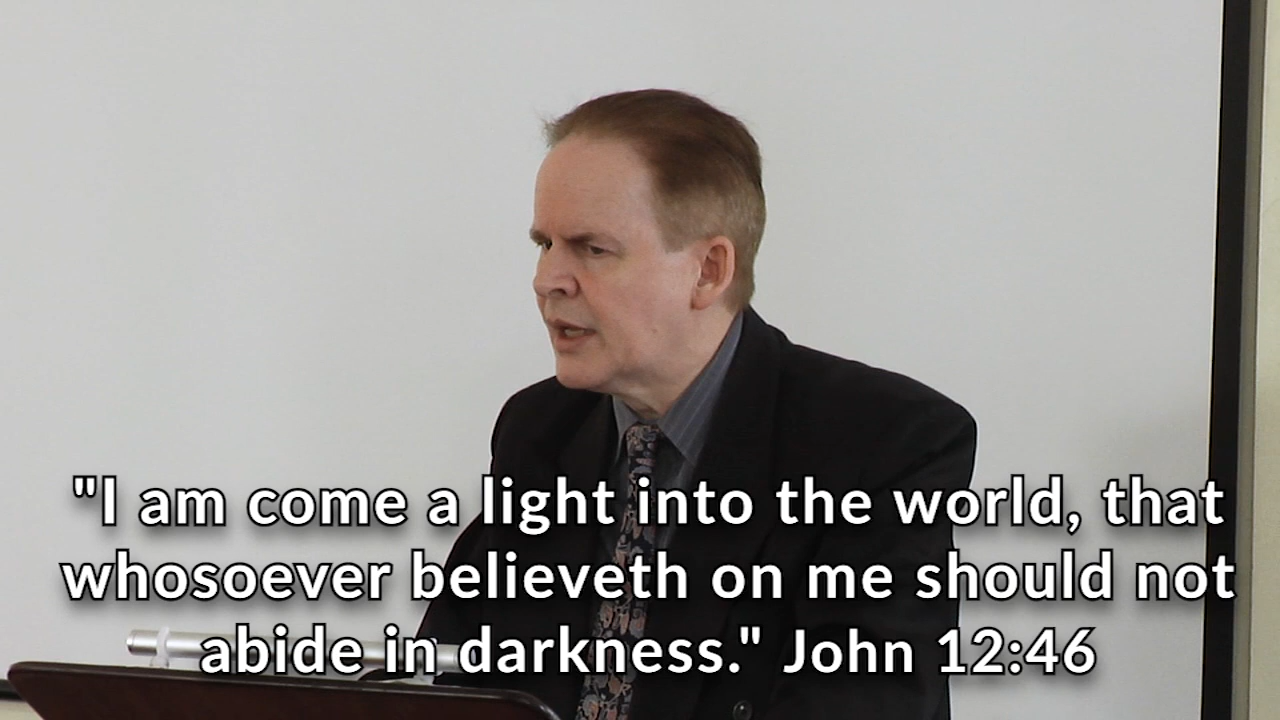 "I am come a light into the world, that
whosoever believeth on me should not
abide in darkness." John 12:46